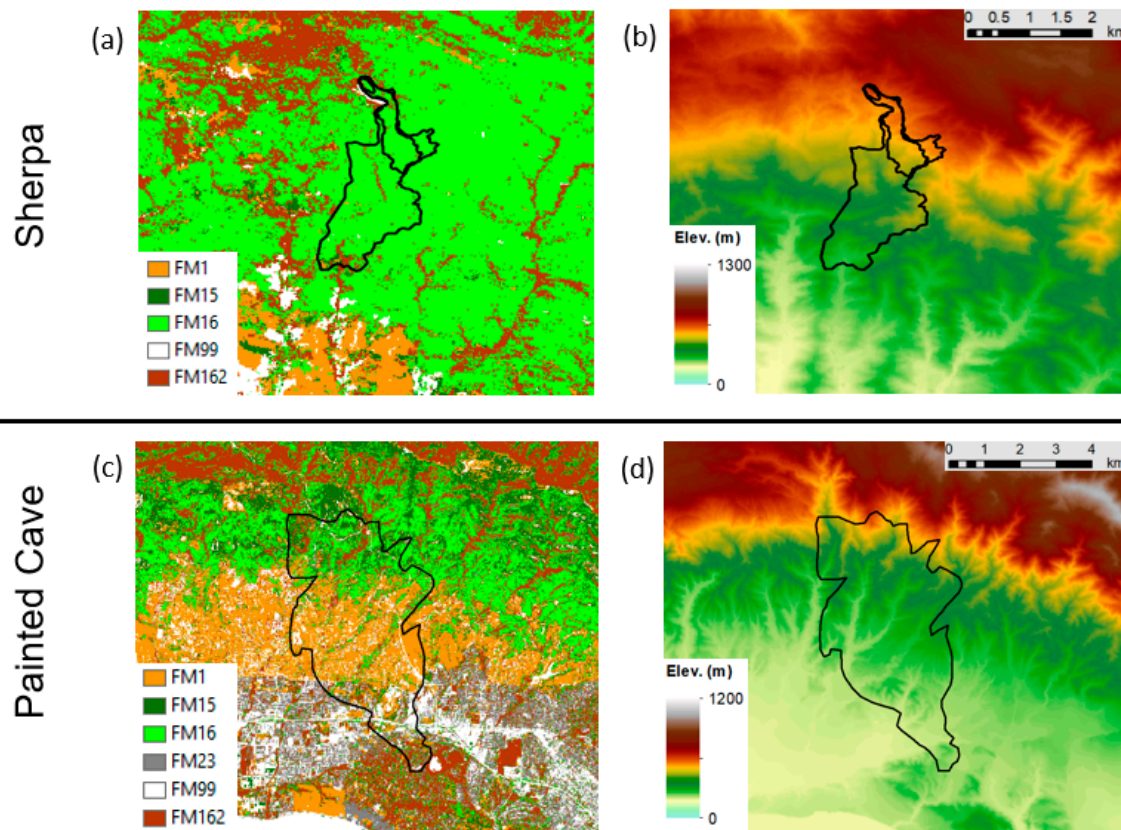 Sherpa
(a)
FM1
FM15
FM16
FM99
FM162
(b)
0 0.5 1 1.5 2
km
Elev. (m)
1300
0
Painted Cave
(c)
FM1
FM15
FM16
FM23
FM99
FM162
(d)
0 1 2 3 4
km
Elev. (m)
1200
0